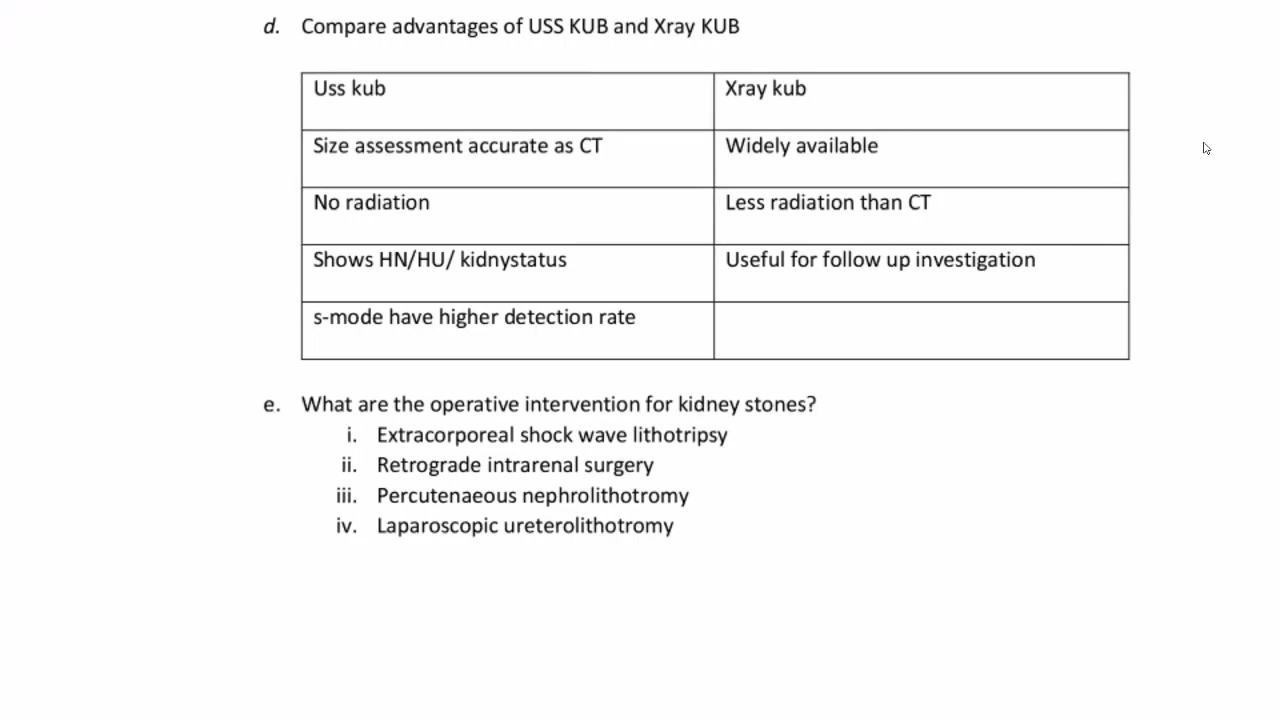 d. Compare advantages of USS KUB and Xray KUB
Uss kub Xray kub
Size assessment accurate as CT Widely available
No radiation Less radiation than CT
Shows HN/HU/ kidnystatus Useful for follow up investigation
s-mode have higher detection rate
e. What are the operative intervention for kidney stones?
i. Extracorporeal shock wave lithotripsy
ii. Retrograde intrarenal surgery
iii. Percutenaeous nephrolithotromy
iv. Laparoscopic ureterolithotromy